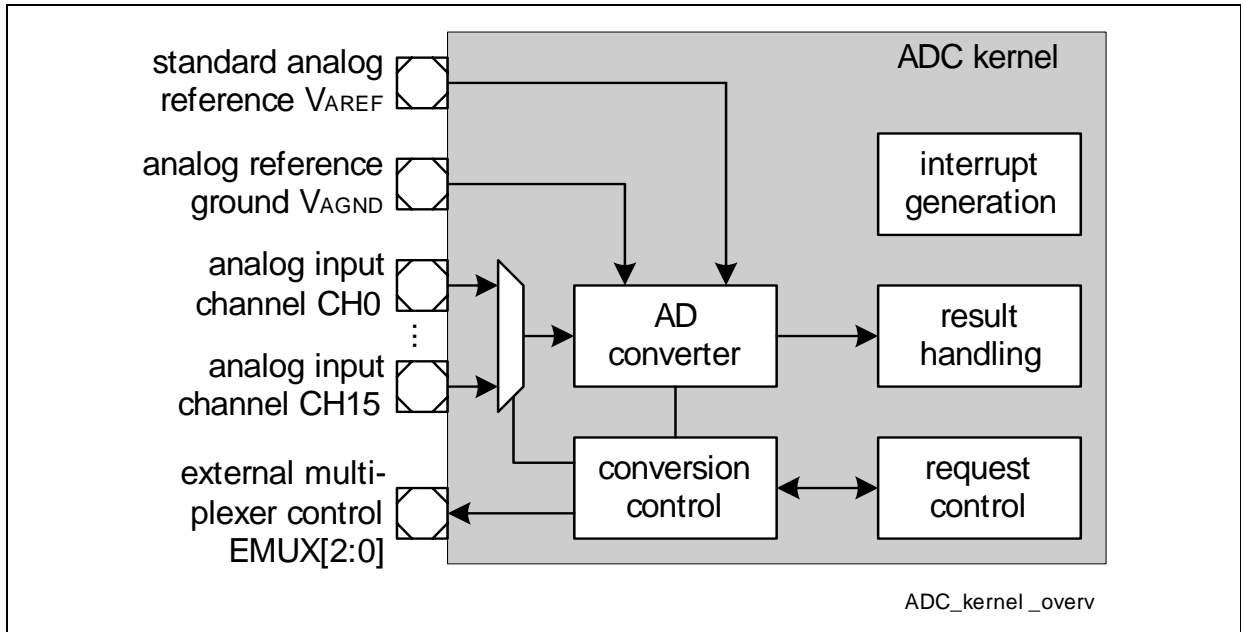 ADC kernel
standard analog
reference VAREF
analog reference
ground VAGND
analog input
channel CH0
⋮
analog input
channel CH15
external multi-
plexer control
EMUX[2:0]
AD
converter
conversion
control
interrupt
generation
result
handling
request
control
ADC_kernel _overv